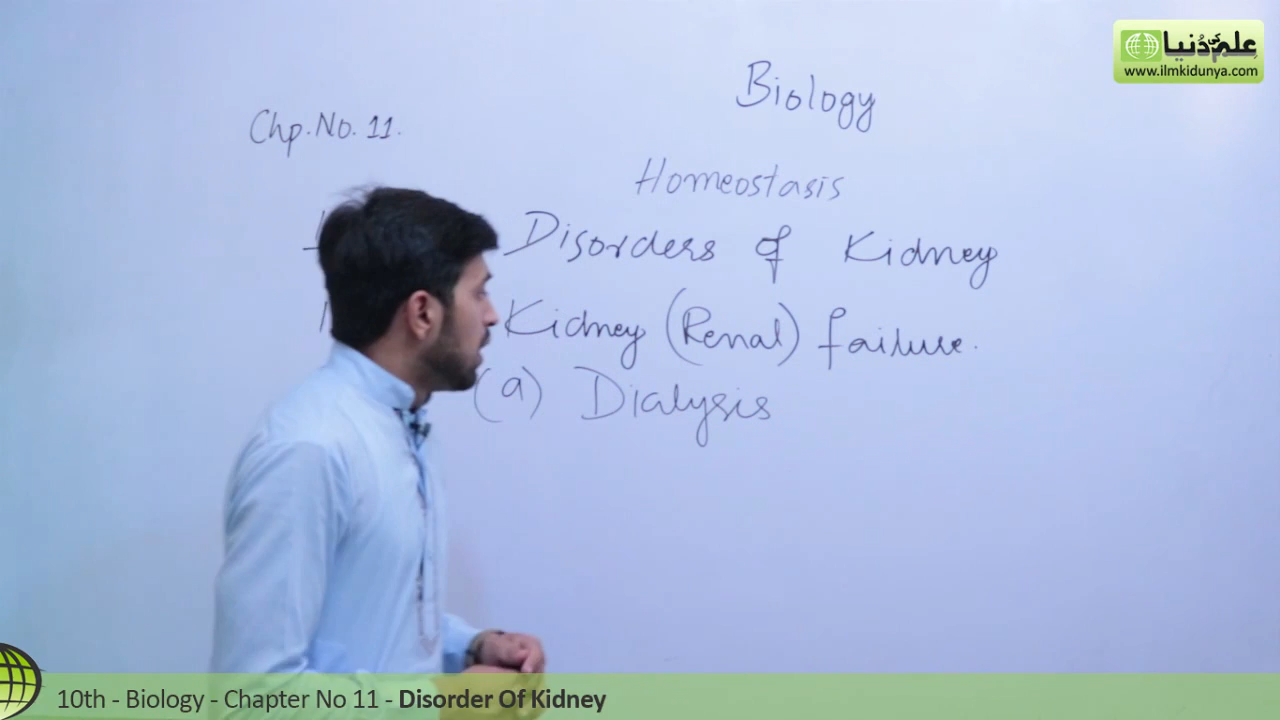 علم کی دُنیا
www.ilmkidunya.com
Biology
Chp. No. 11.
Homeostasis
Disorders of Kidney
Kidney (Renal) failure.
(a) Dialysis
10th - Biology - Chapter No 11 - Disorder Of Kidney